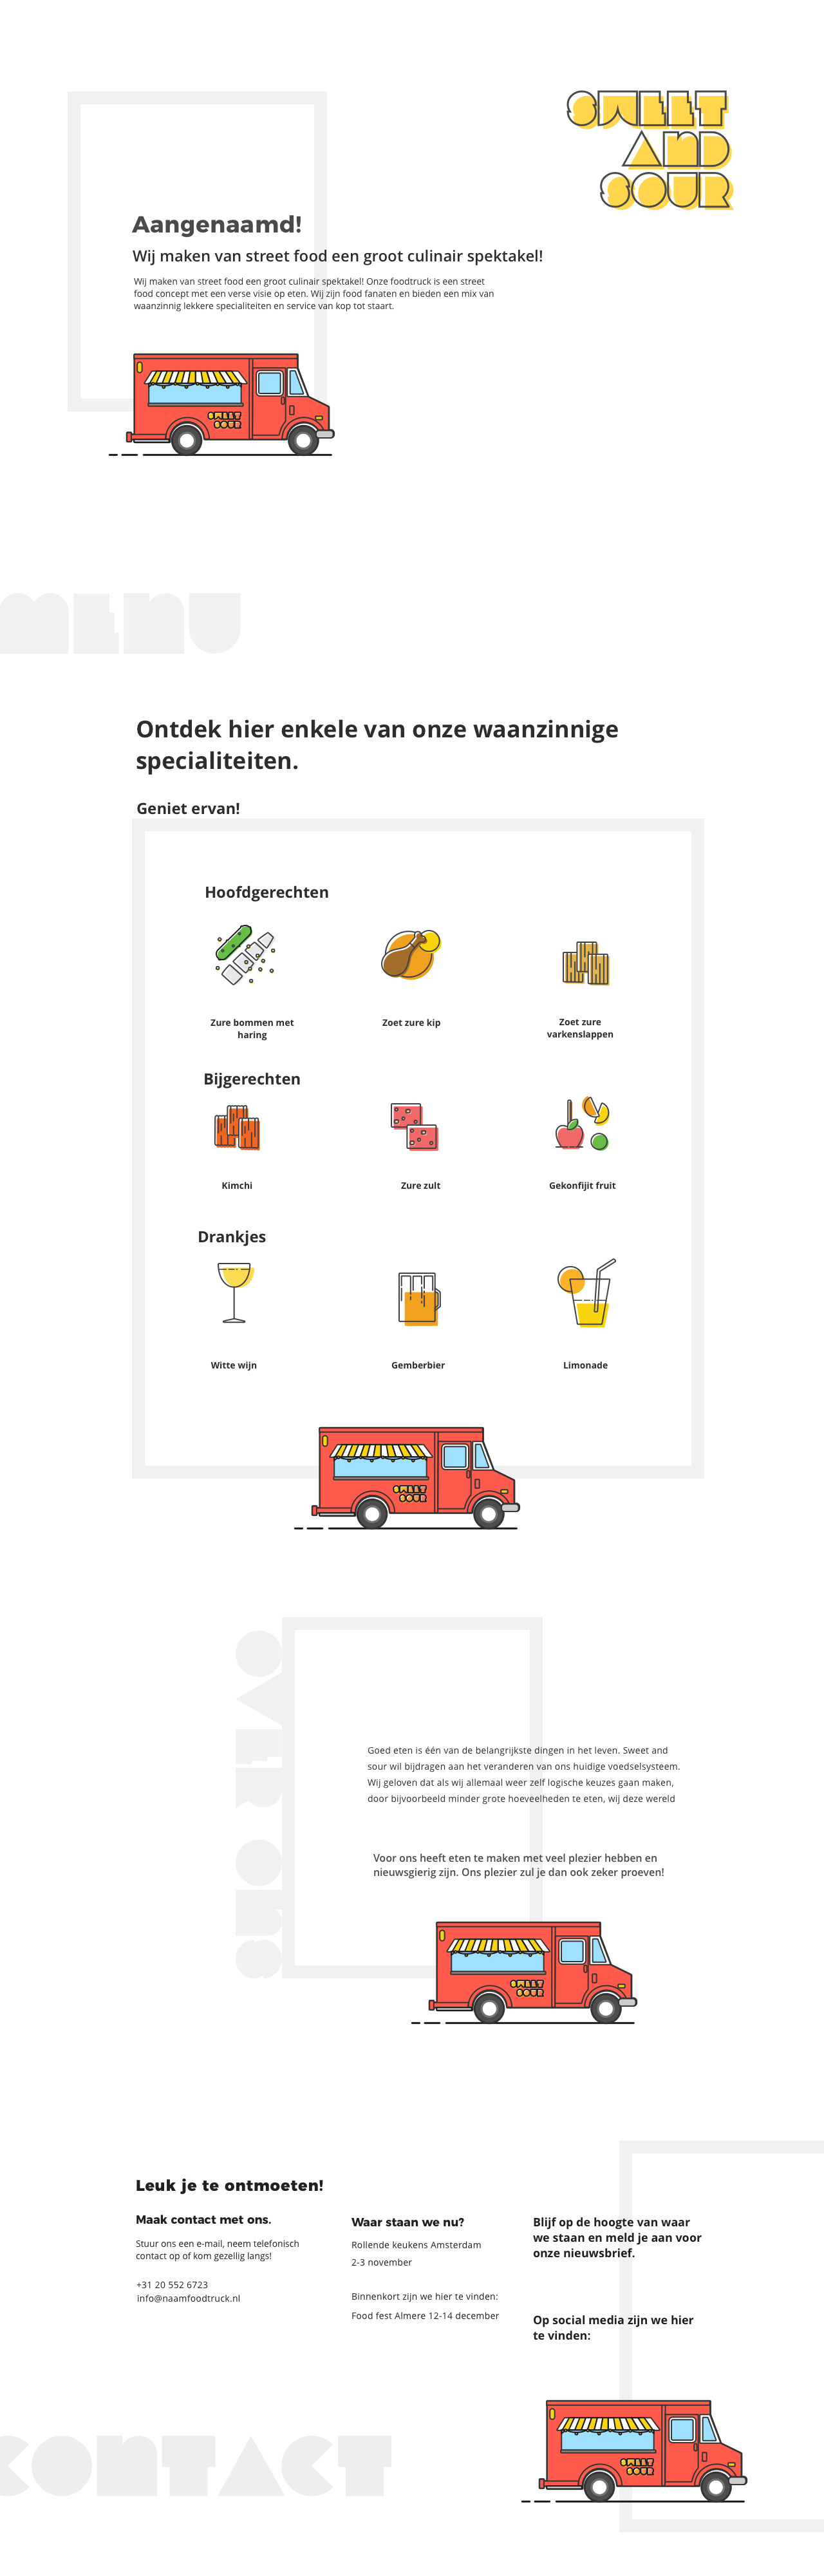 SWEET
AND
SOUR
Aangenaamd!
Wij maken van street food een groot culinair spektakel!
Wij maken van street food een groot culinair spektakel! Onze foodtruck is een street
food concept met een verse visie op eten. Wij zijn food fanaten en bieden een mix van
waanzinnig lekkere specialiteiten en service van kop tot staart.
SWEET
SOUR
MENU
Ontdek hier enkele van onze waanzinnige
specialiteiten.
Geniet ervan!
Hoofdgerechten
Zure bommen met
haring
Zoet zure kip
Zoet zure
varkenslappen
Bijgerechten
Kimchi
Zure zult
Gekonfijit fruit
Drankjes
Witte wijn
Gemberbier
Limonade
SWEET
SOUR
OVER ONS
Goed eten is één van de belangrijkste dingen in het leven. Sweet and
sour wil bijdragen aan het veranderen van ons huidige voedselsysteem.
Wij geloven dat als wij allemaal weer zelf logische keuzes gaan maken,
door bijvoorbeeld minder grote hoeveelheden te eten, wij deze wereld
Voor ons heeft eten te maken met veel plezier hebben en
nieuwsgierig zijn. Ons plezier zul je dan ook zeker proeven!
SWEET
SOUR
Leuk je te ontmoeten!
Maak contact met ons.
Stuur ons een e-mail, neem telefonisch
contact op of kom gezellig langs!
+31 20 552 6723
info@naamfoodtruck.nl
Waar staan we nu?
Rollende keukens Amsterdam
2-3 november
Binnenkort zijn we hier te vinden:
Food fest Almere 12-14 december
Blijf op de hoogte van waar
we staan en meld je aan voor
onze nieuwsbrief.
Op social media zijn we hier
te vinden:
SWEET
SOUR
CONTACT